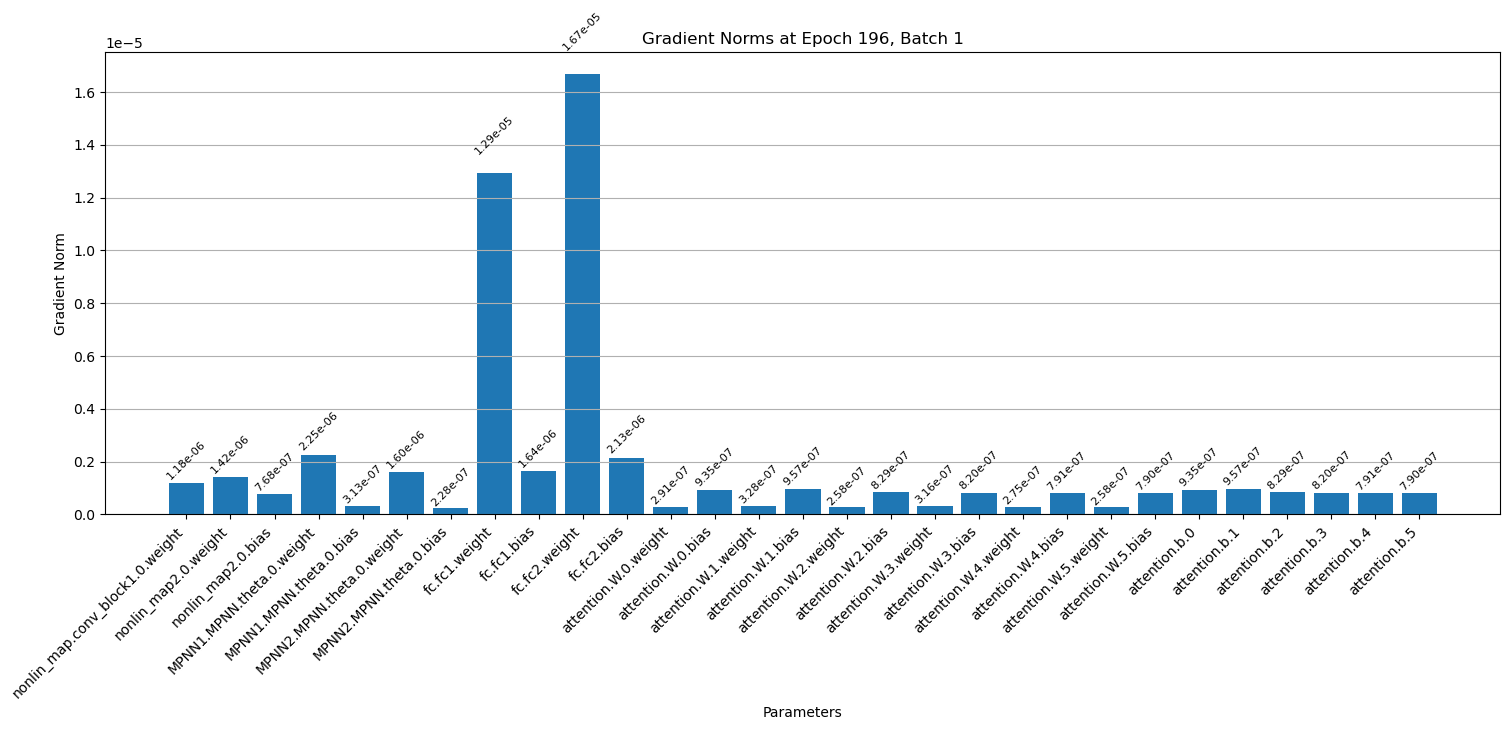 Gradient Norms at Epoch 196, Batch 1
1e−5
Gradient Norm
1.6
1.4
1.2
1.0
0.8
0.6
0.4
0.2
0.0
1.18e-06
1.42e-06
7.68e-07
2.25e-06
3.13e-07
1.60e-06
2.28e-07
1.29e-05
1.64e-06
1.67e-05
2.13e-06
2.91e-07
9.35e-07
3.28e-07
9.57e-07
2.58e-07
8.29e-07
3.16e-07
8.20e-07
2.75e-07
7.91e-07
2.58e-07
7.90e-07
9.35e-07
9.57e-07
8.29e-07
8.20e-07
7.91e-07
7.90e-07
nonlin_map.conv_block1.0.weight
nonlin_map2.0.weight
nonlin_map2.0.bias
MPNN1.MPNN.theta.0.weight
MPNN1.MPNN.theta.0.bias
MPNN2.MPNN.theta.0.weight
MPNN2.MPNN.theta.0.bias
fc.fc1.weight
fc.fc1.bias
fc.fc2.weight
fc.fc2.bias
attention.W.0.weight
attention.W.0.bias
attention.W.1.weight
attention.W.1.bias
attention.W.2.weight
attention.W.2.bias
attention.W.3.weight
attention.W.3.bias
attention.W.4.weight
attention.W.4.bias
attention.W.5.weight
attention.W.5.bias
attention.b.0
attention.b.1
attention.b.2
attention.b.3
attention.b.4
attention.b.5
Parameters